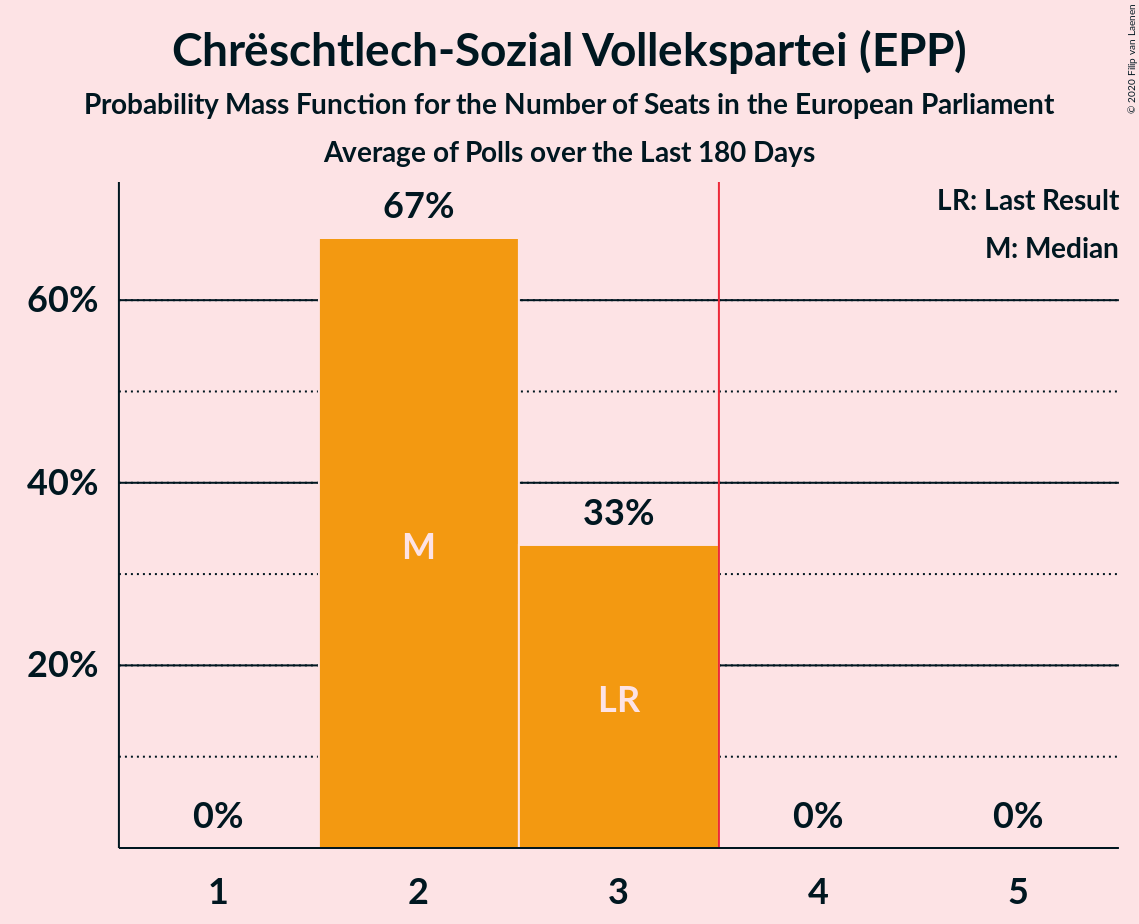 Chrëschtlech-Sozial Vollekspartei (EPP)
Probability Mass Function for the Number of Seats in the European Parliament
Average of Polls over the Last 180 Days
© 2020 Filip van Laenen
LR: Last Result
M: Median
67%
60%
40%
33%
M
20%
LR
0%
0%
0%
1
2
3
4
5